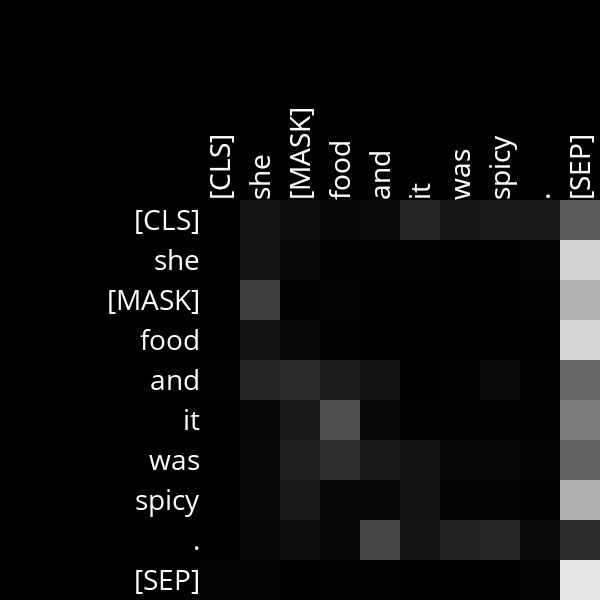 [CLS] she [MASK] food and it was spicy . [SEP]
[CLS]
she
[MASK]
food
and
it
was
spicy
.
[SEP]